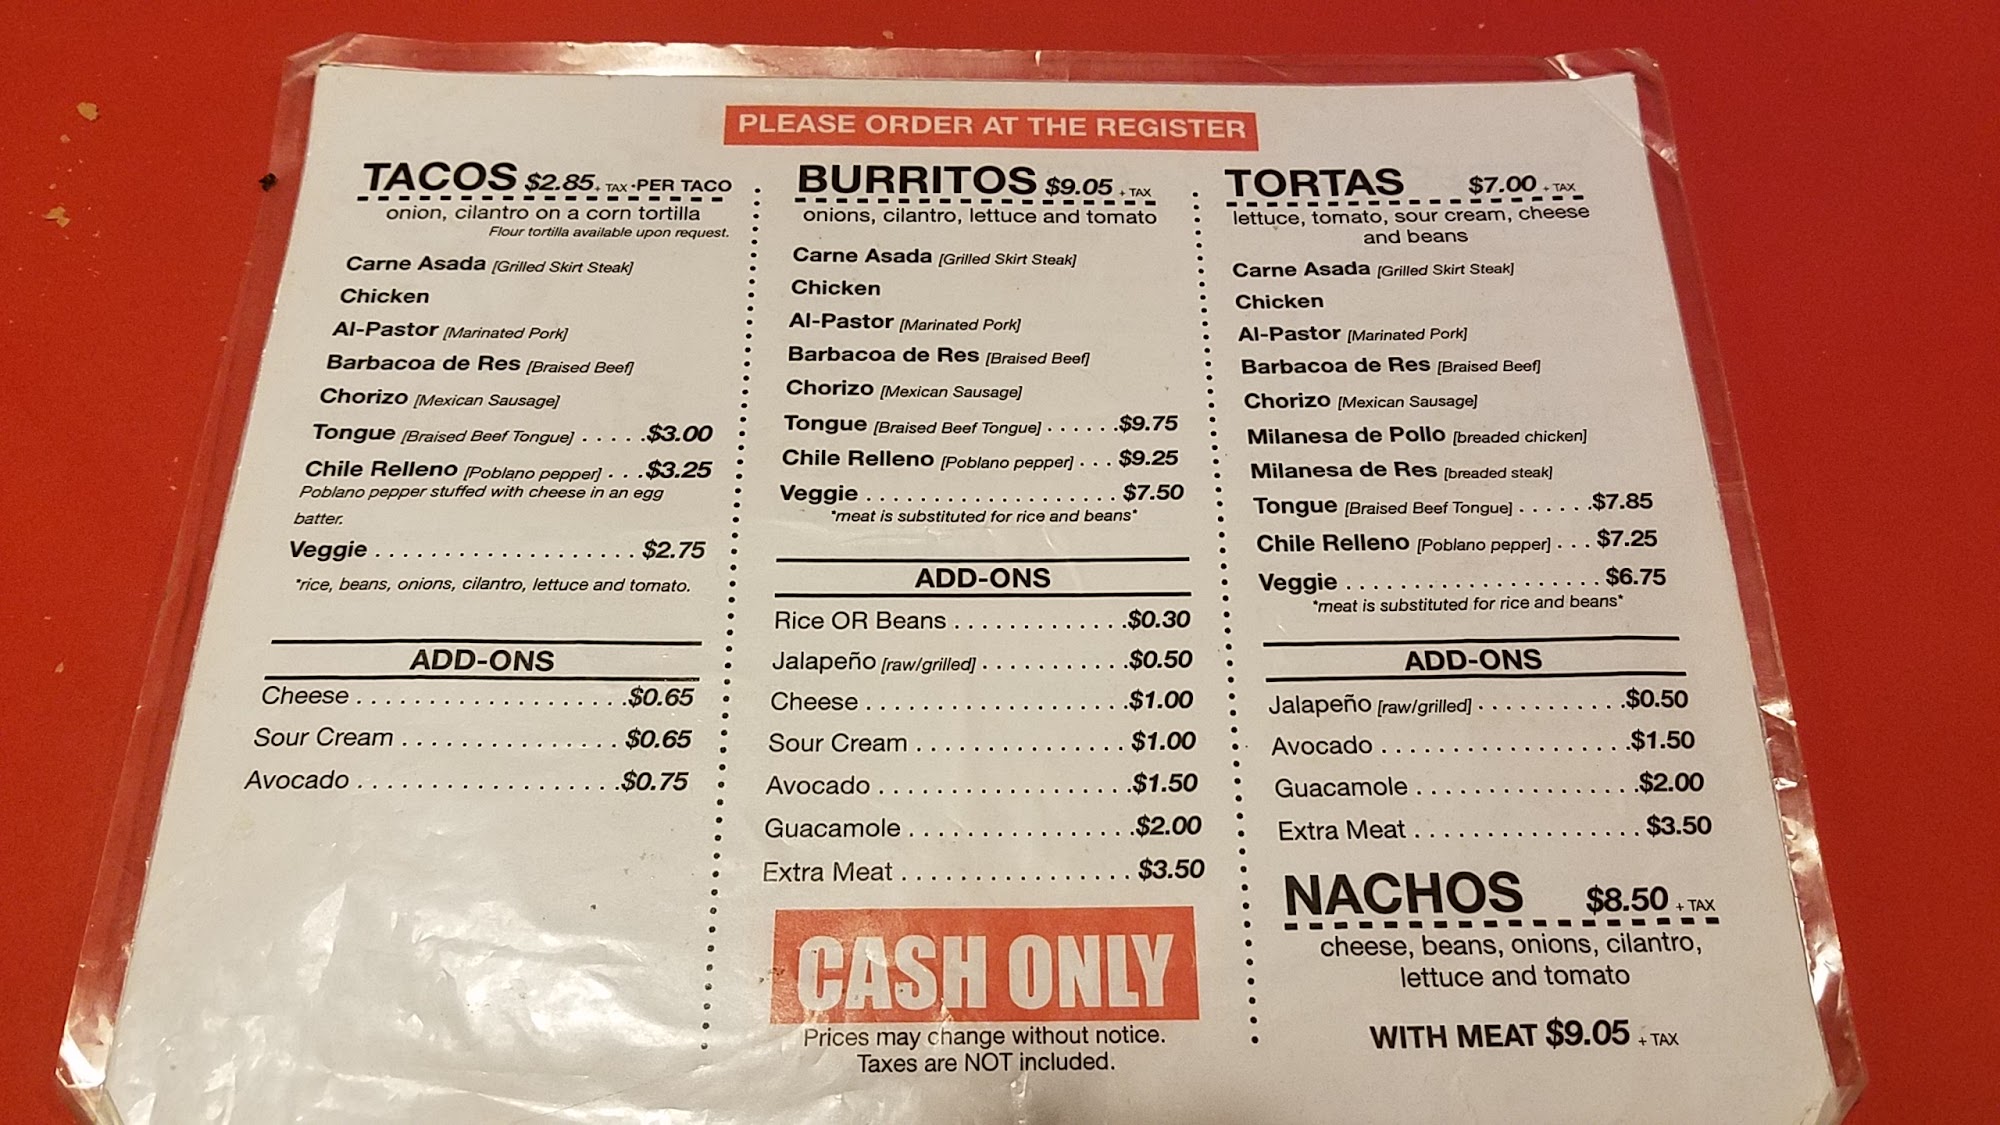 PLEASE ORDER AT THE REGISTER
TACOS $2.85 + TAX • PER TACO
onion, cilantro on a corn tortilla
Flour tortilla available upon request.
Carne Asada [Grilled Skirt Steak]
Chicken
Al-Pastor [Marinated Pork]
Barbacoa de Res [Braised Beef]
Chorizo [Mexican Sausage]
Tongue [Braised Beef Tongue] . . . . . $3.00
Chile Relleno [Poblano pepper] . . . $3.25
Poblano pepper stuffed with cheese in an egg
batter.
Veggie . . . . . . . . . . . . . . . . . . . $2.75
*rice, beans, onions, cilantro, lettuce and tomato.
ADD-ONS
Cheese . . . . . . . . . . . . . . . . . . . $0.65
Sour Cream . . . . . . . . . . . . . . . $0.65
Avocado . . . . . . . . . . . . . . . . . . . $0.75
BURRITOS $9.05 + TAX
onions, cilantro, lettuce and tomato
Carne Asada [Grilled Skirt Steak]
Chicken
Al-Pastor [Marinated Pork]
Barbacoa de Res [Braised Beef]
Chorizo [Mexican Sausage]
Tongue [Braised Beef Tongue] . . . . . . $9.75
Chile Relleno [Poblano pepper] . . . $9.25
Veggie . . . . . . . . . . . . . . . . . . . $7.50
*meat is substituted for rice and beans*
ADD-ONS
Rice OR Beans . . . . . . . . . . . . . $0.30
Jalapeño [raw/grilled] . . . . . . . . . . . $0.50
Cheese . . . . . . . . . . . . . . . . . . . $1.00
Sour Cream . . . . . . . . . . . . . . . $1.00
Avocado . . . . . . . . . . . . . . . . . . $1.50
Guacamole . . . . . . . . . . . . . . . . $2.00
Extra Meat . . . . . . . . . . . . . . . . $3.50
CASH ONLY
Prices may change without notice.
Taxes are NOT included.
TORTAS $7.00 + TAX
lettuce, tomato, sour cream, cheese
and beans
Carne Asada [Grilled Skirt Steak]
Chicken
Al-Pastor [Marinated Pork]
Barbacoa de Res [Braised Beef]
Chorizo [Mexican Sausage]
Milanesa de Pollo [breaded chicken]
Milanesa de Res [breaded steak]
Tongue [Braised Beef Tongue] . . . . . . $7.85
Chile Relleno [Poblano pepper] . . . $7.25
Veggie . . . . . . . . . . . . . . . . . . . $6.75
*meat is substituted for rice and beans*
ADD-ONS
Jalapeño [raw/grilled] . . . . . . . . . . . $0.50
Avocado . . . . . . . . . . . . . . . . . . $1.50
Guacamole . . . . . . . . . . . . . . . . $2.00
Extra Meat . . . . . . . . . . . . . . . . $3.50
NACHOS $8.50 + TAX
cheese, beans, onions, cilantro,
lettuce and tomato
WITH MEAT $9.05 + TAX